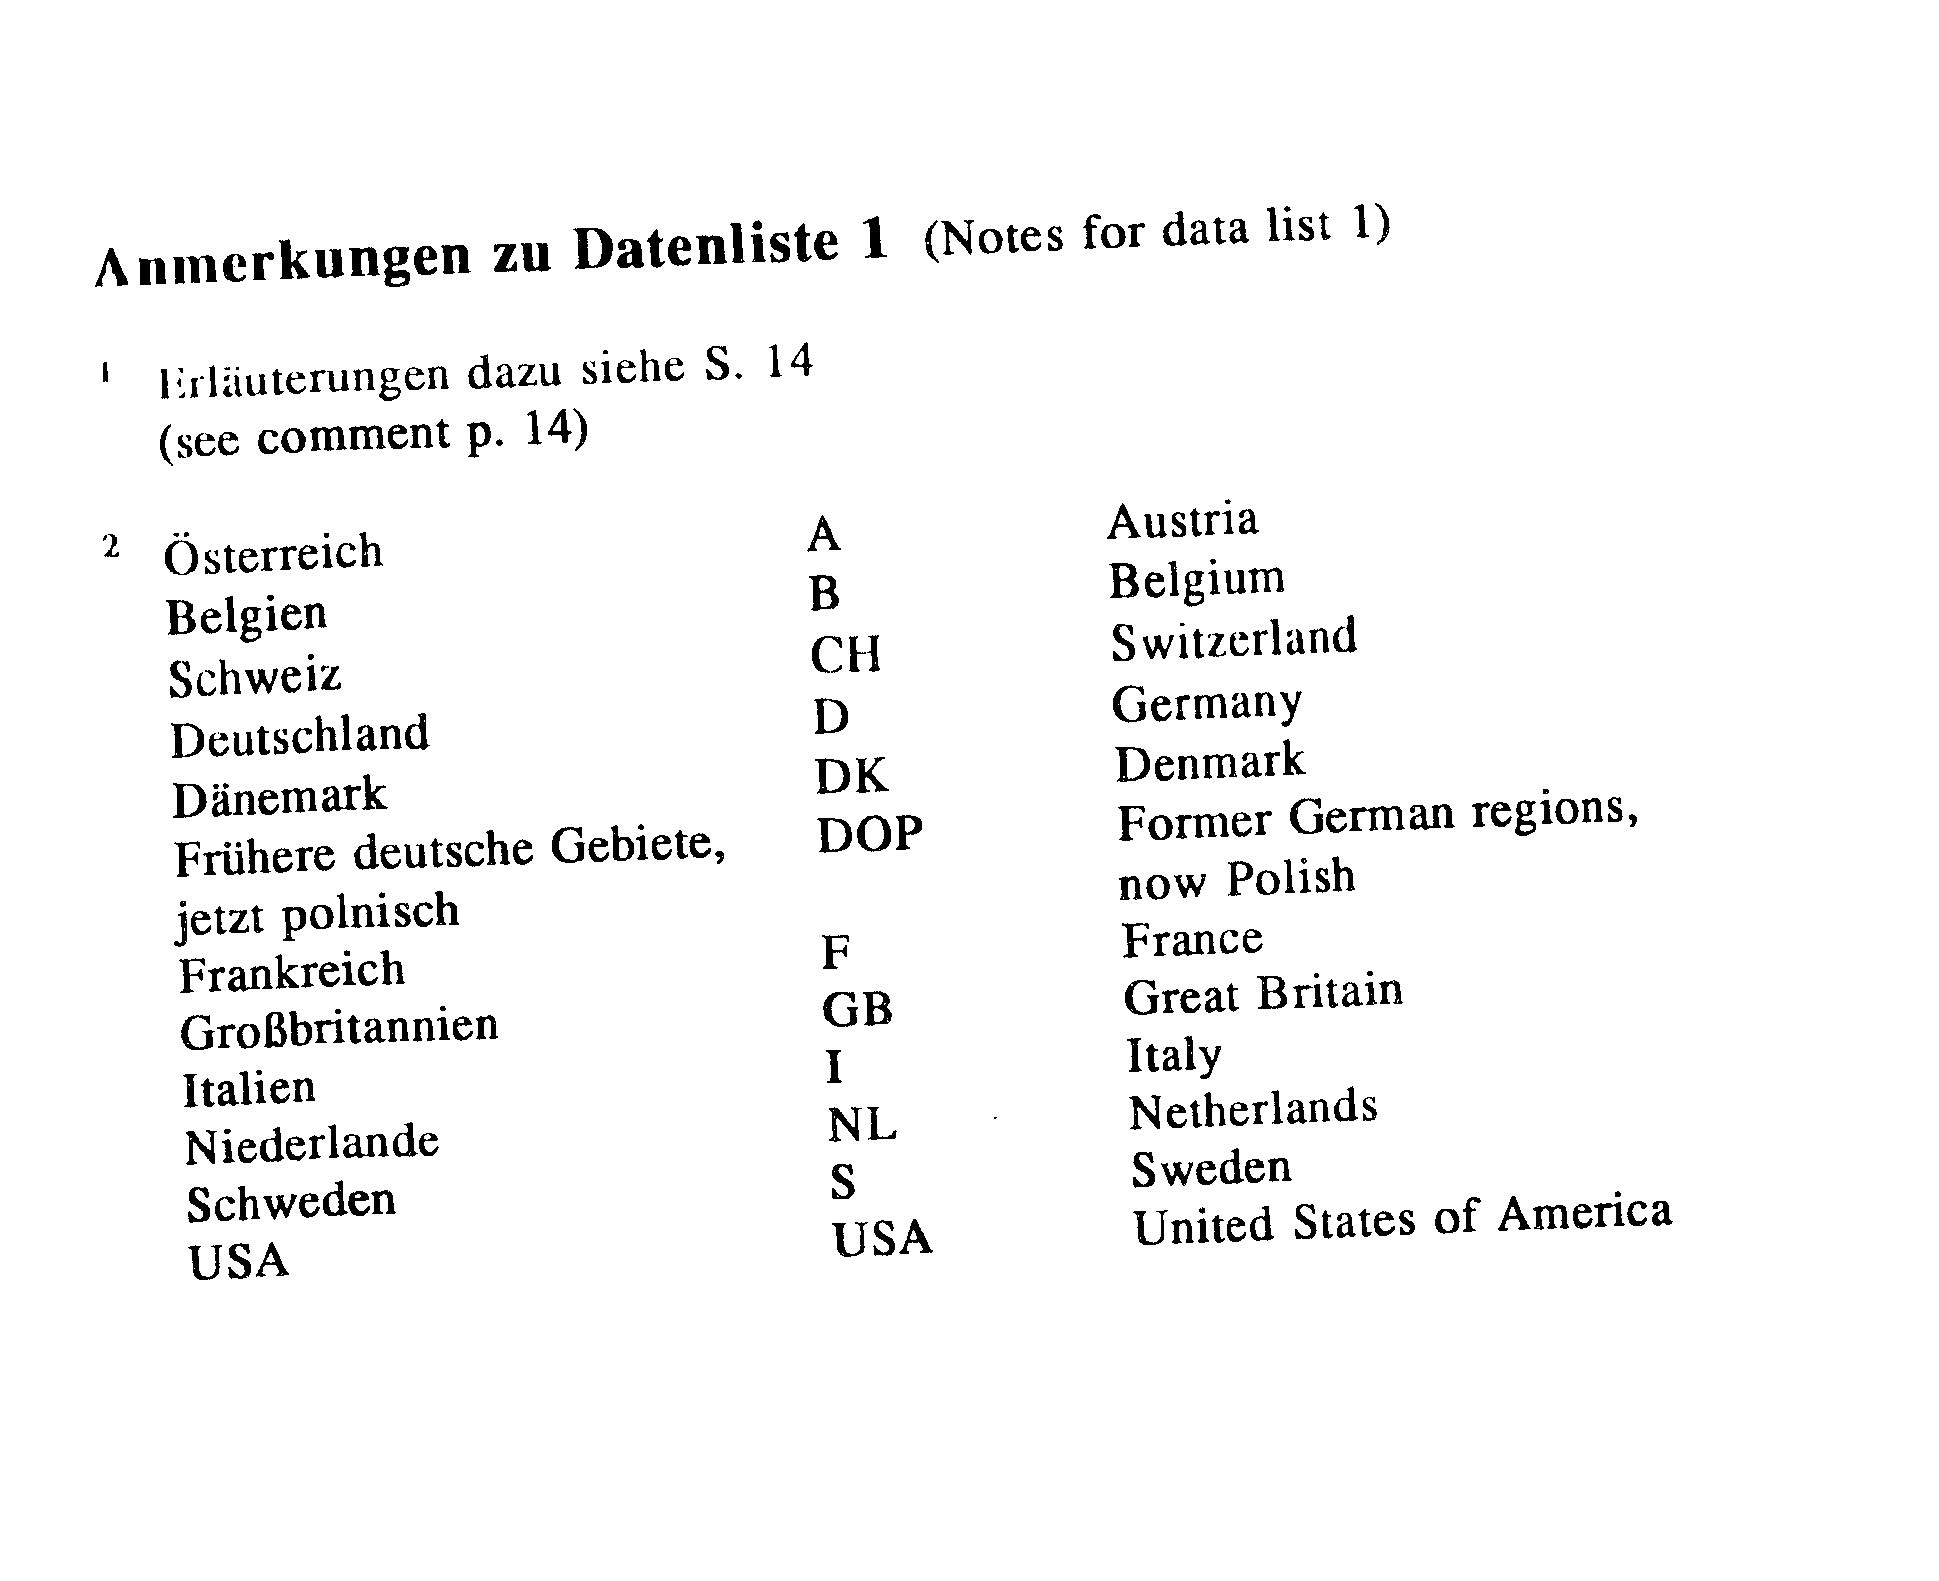 Anmerkungen zu Datenliste 1 (Notes for data list 1)
1 Erläuterungen dazu siehe S. 14
(see comment p. 14)
2 Österreich A Austria
Belgien B Belgium
Schweiz CH Switzerland
Deutschland D Germany
Dänemark DK Denmark
Frühere deutsche Gebiete, DOP Former German regions,
jetzt polnisch now Polish
Frankreich F France
Großbritannien GB Great Britain
Italien I Italy
Niederlande NL Netherlands
Schweden S Sweden
USA USA United States of America